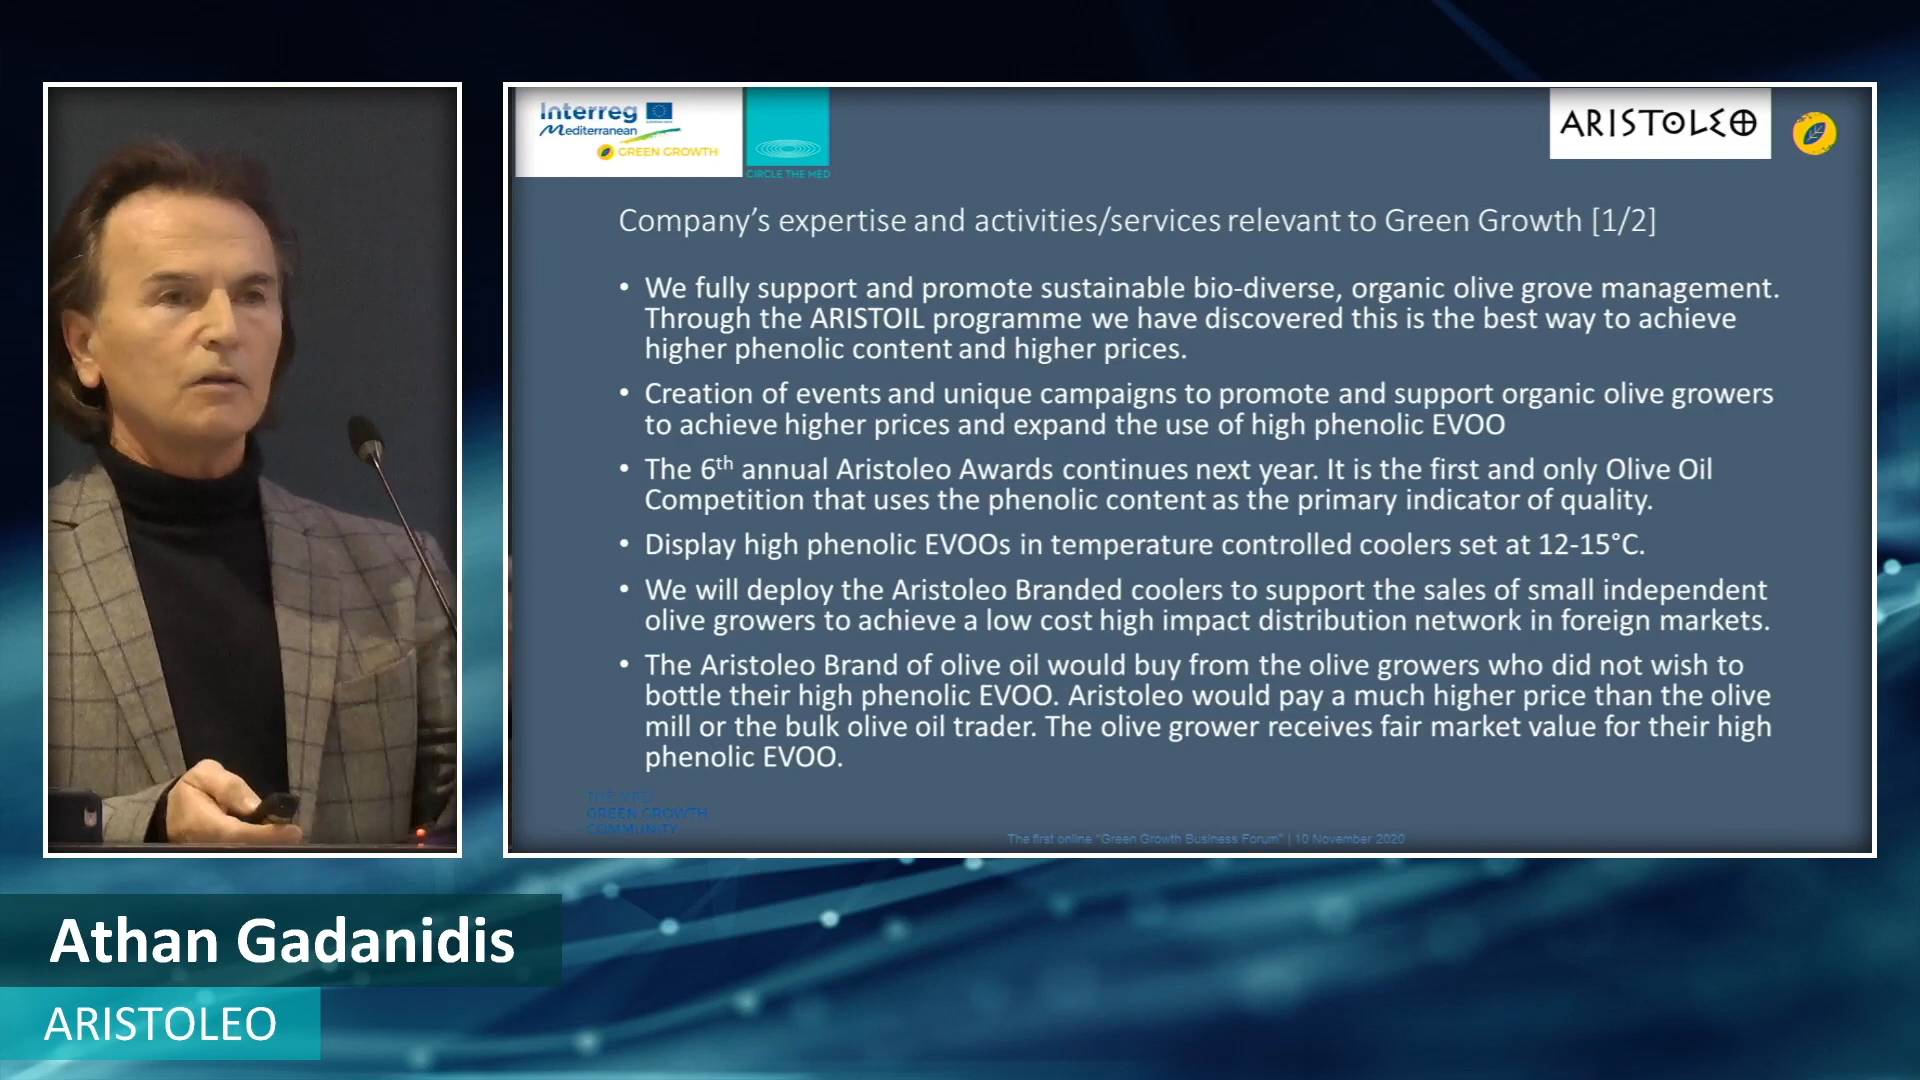 Interreg
Mediterranean
GREEN GROWTH
CIRCLE THE MED
ARISTOLEO
Company's expertise and activities/services relevant to Green Growth [1/2]
• We fully support and promote sustainable bio-diverse, organic olive grove management.
Through the ARISTOIL programme we have discovered this is the best way to achieve
higher phenolic content and higher prices.
• Creation of events and unique campaigns to promote and support organic olive growers
to achieve higher prices and expand the use of high phenolic EVOO
• The 6th annual Aristoleo Awards continues next year. It is the first and only Olive Oil
Competition that uses the phenolic content as the primary indicator of quality.
• Display high phenolic EVOOs in temperature controlled coolers set at 12-15°C.
• We will deploy the Aristoleo Branded coolers to support the sales of small independent
olive growers to achieve a low cost high impact distribution network in foreign markets.
• The Aristoleo Brand of olive oil would buy from the olive growers who did not wish to
bottle their high phenolic EVOO. Aristoleo would pay a much higher price than the olive
mill or the bulk olive oil trader. The olive grower receives fair market value for their high
phenolic EVOO.
THE MED
GREEN GROWTH
COMMUNITY
The first online "Green Growth Business Forum" | 10 November 2020
Athan Gadanidis
ARISTOLEO